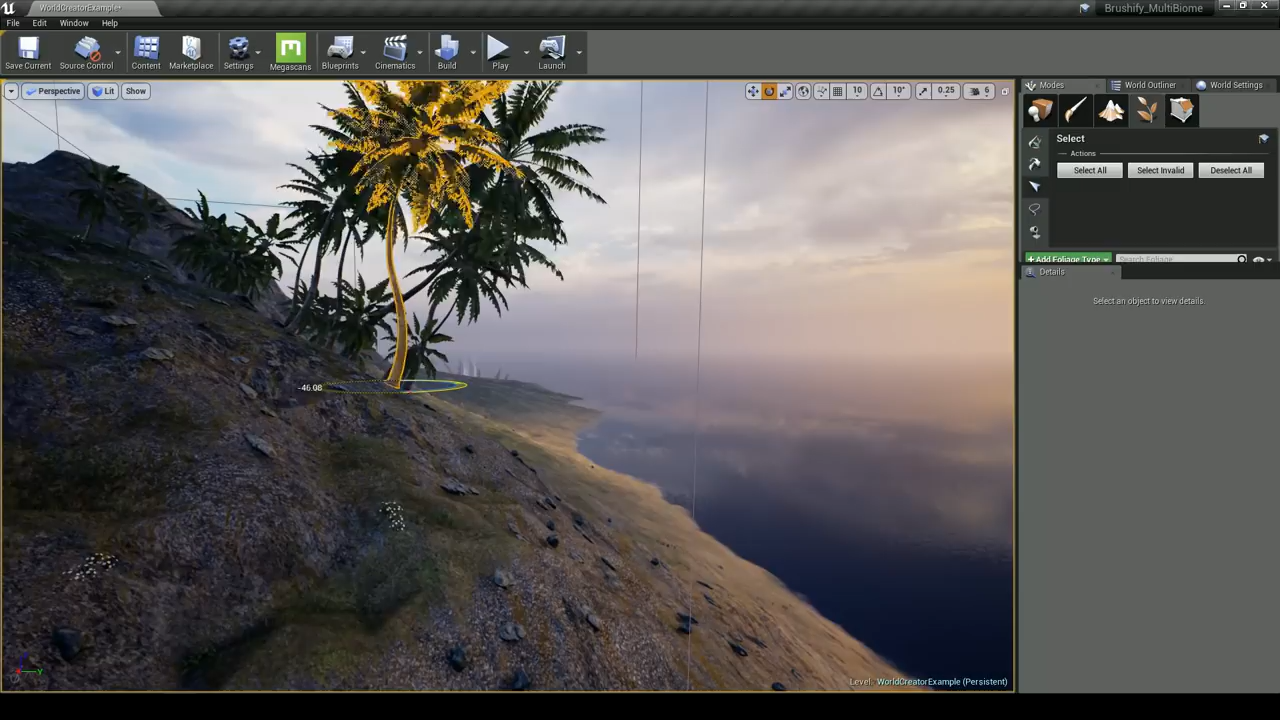 WorldCreatorExample*
Brushify_MultiBiome
File Edit Window Help
Save Current Source Control Content Marketplace Settings Megascans Blueprints Cinematics Build Play Launch
Perspective Lit Show
10 10° 0.25 6
Modes World Outliner World Settings
Select
Actions
Select All Select Invalid Deselect All
+Add Foliage Type Search Foliage
Details
Select an object to view details.
-46.08
Level: WorldCreatorExample (Persistent)